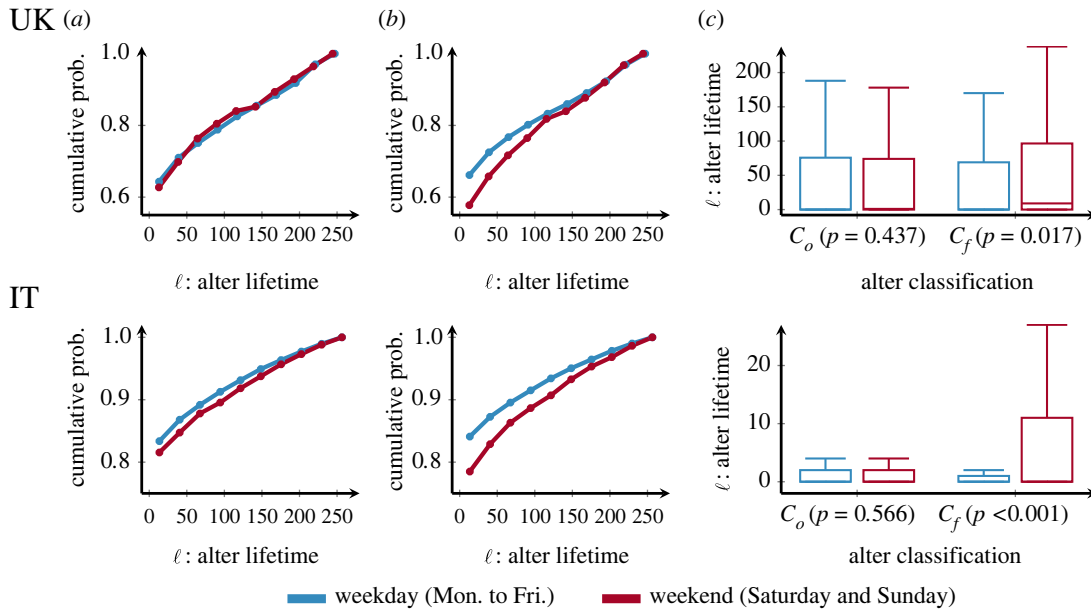 UK (a) (b) (c)
cumulative prob.
1.0
0.8
0.6
0 50 100 150 200 250
ℓ: alter lifetime
cumulative prob.
1.0
0.8
0.6
0 50 100 150 200 250
ℓ: alter lifetime
ℓ: alter lifetime
200
150
100
50
0
C_o (p = 0.437) C_f (p = 0.017)
alter classification
IT
cumulative prob.
1.0
0.9
0.8
0 50 100 150 200 250
ℓ: alter lifetime
cumulative prob.
1.0
0.9
0.8
0 50 100 150 200 250
ℓ: alter lifetime
ℓ: alter lifetime
20
10
0
C_o (p = 0.566) C_f (p <0.001)
alter classification
weekday (Mon. to Fri.) weekend (Saturday and Sunday)